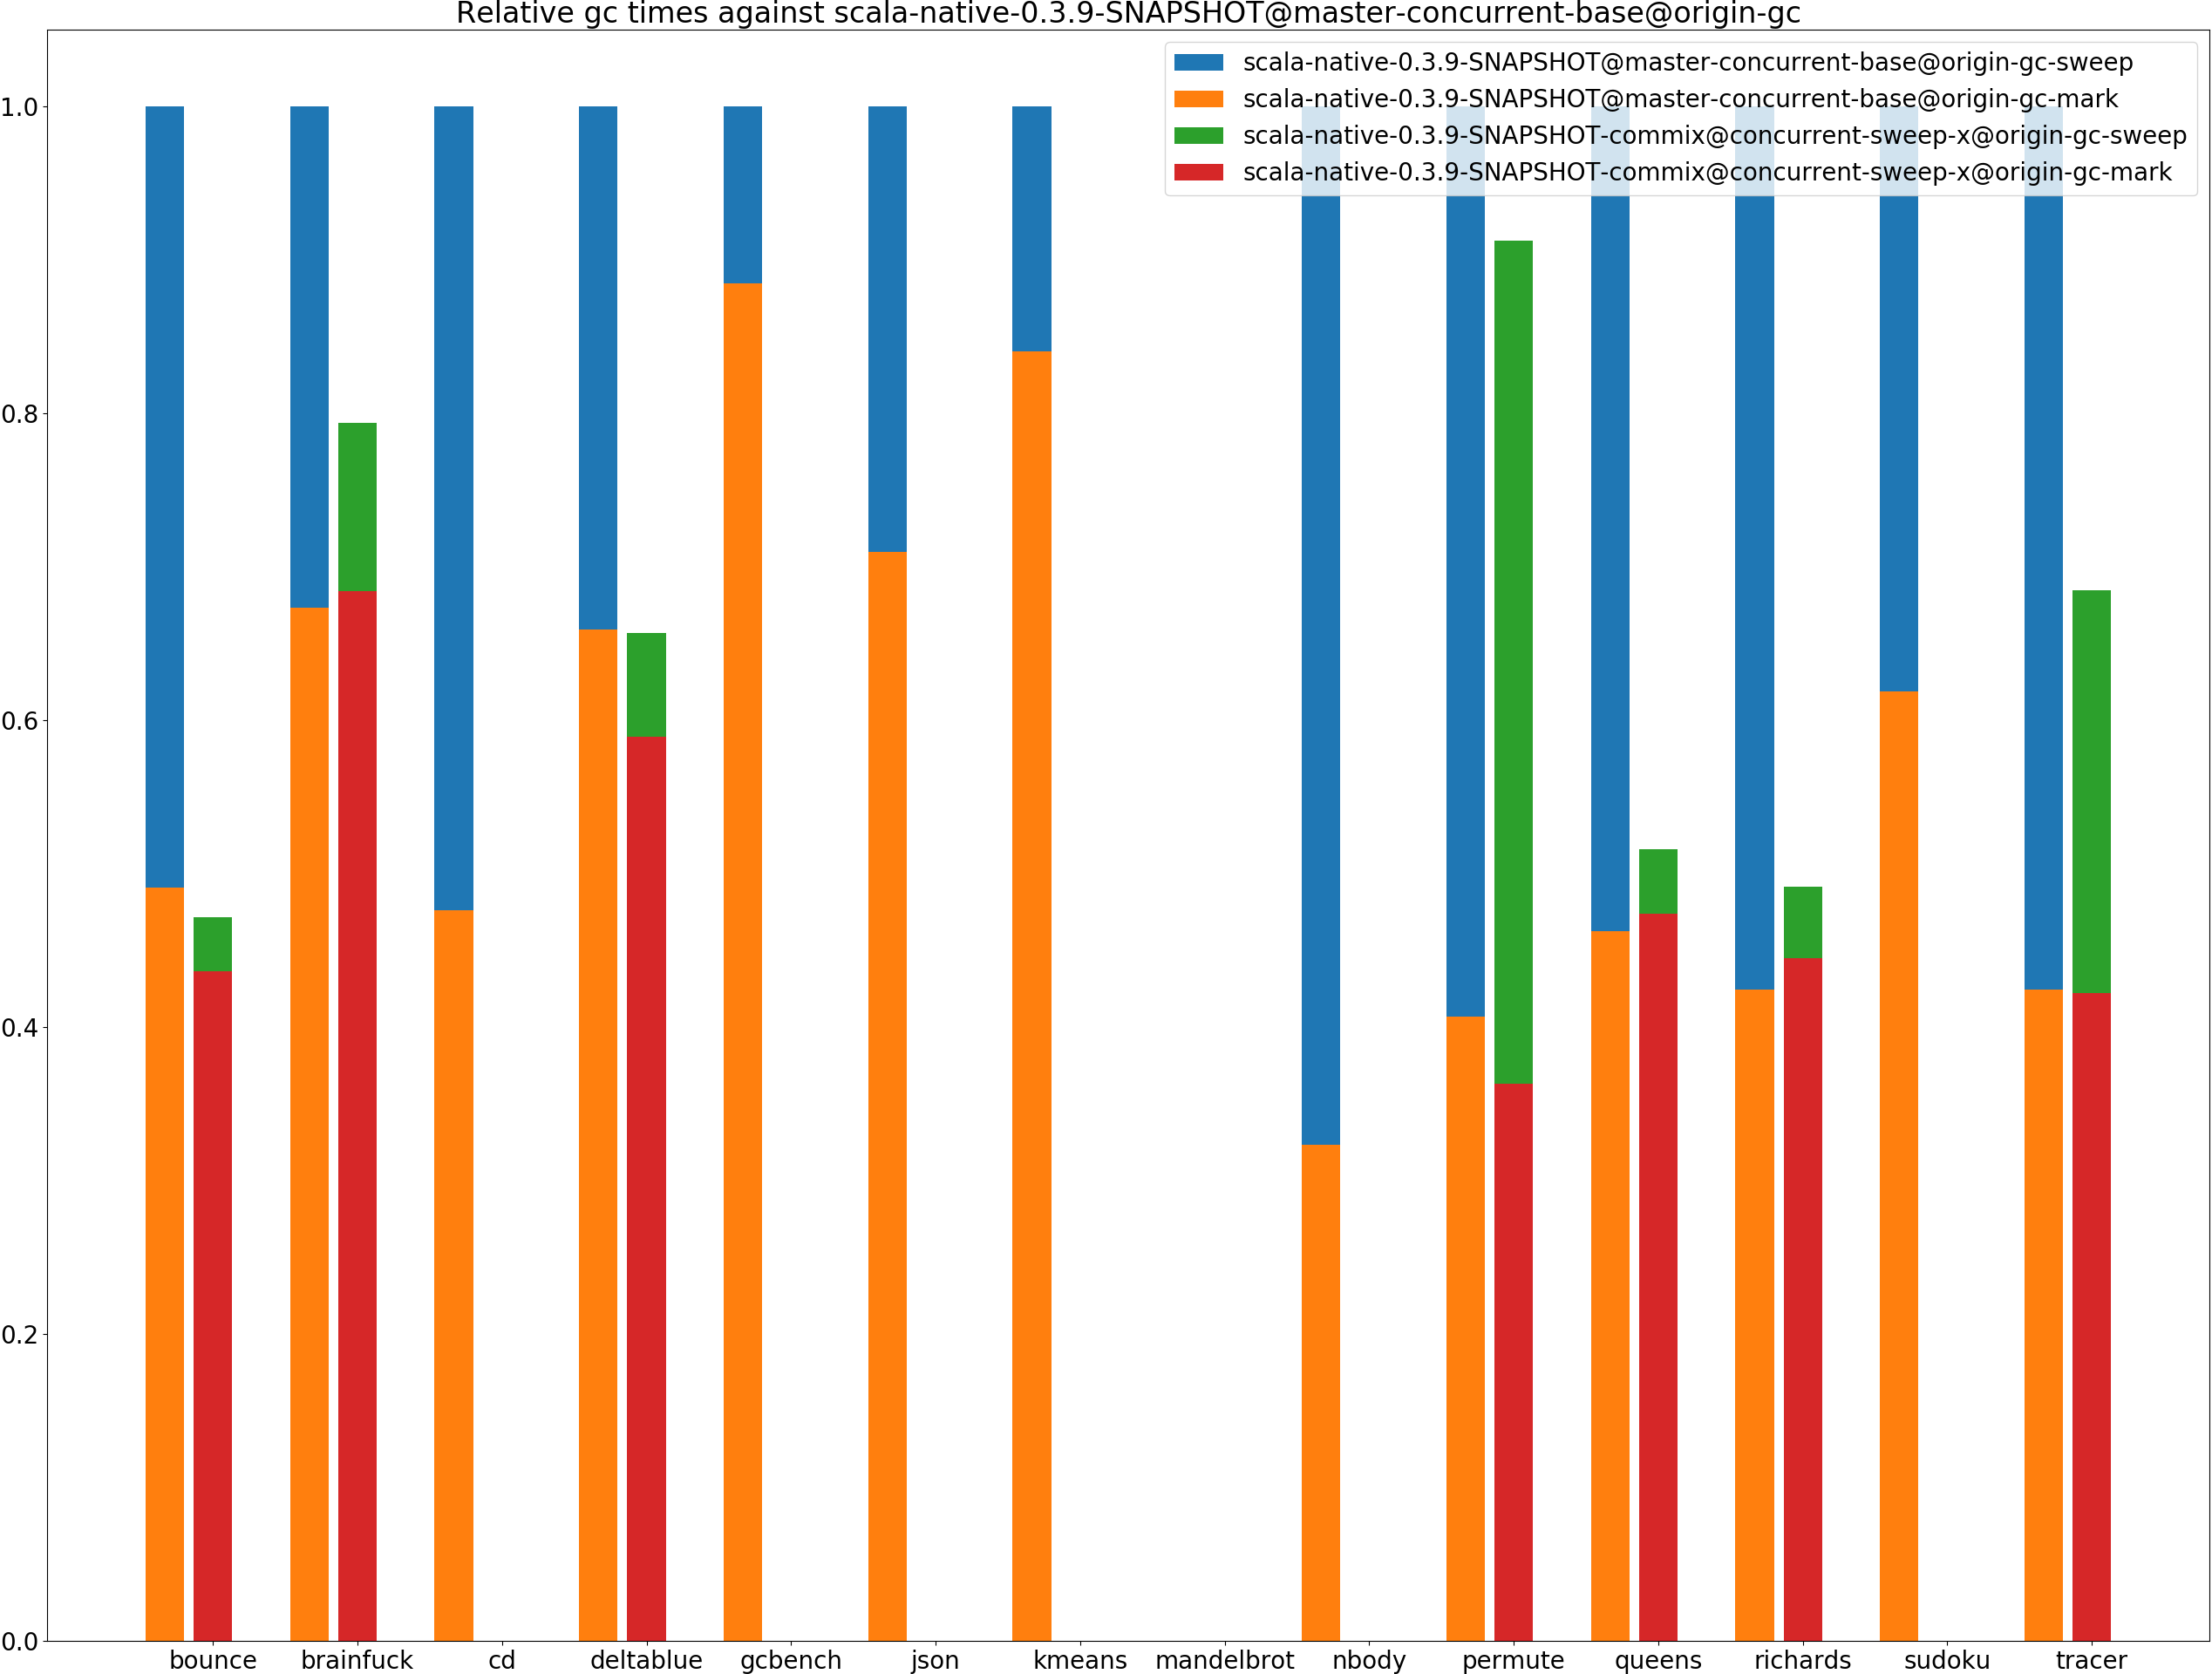 Relative gc times against scala-native-0.3.9-SNAPSHOT@master-concurrent-base@origin-gc
scala-native-0.3.9-SNAPSHOT@master-concurrent-base@origin-gc-sweep
scala-native-0.3.9-SNAPSHOT@master-concurrent-base@origin-gc-mark
scala-native-0.3.9-SNAPSHOT-commix@concurrent-sweep-x@origin-gc-sweep
scala-native-0.3.9-SNAPSHOT-commix@concurrent-sweep-x@origin-gc-mark
1.0
0.8
0.6
0.4
0.2
0.0
bounce brainfuck cd deltablue gcbench json kmeans mandelbrot nbody permute queens richards sudoku tracer